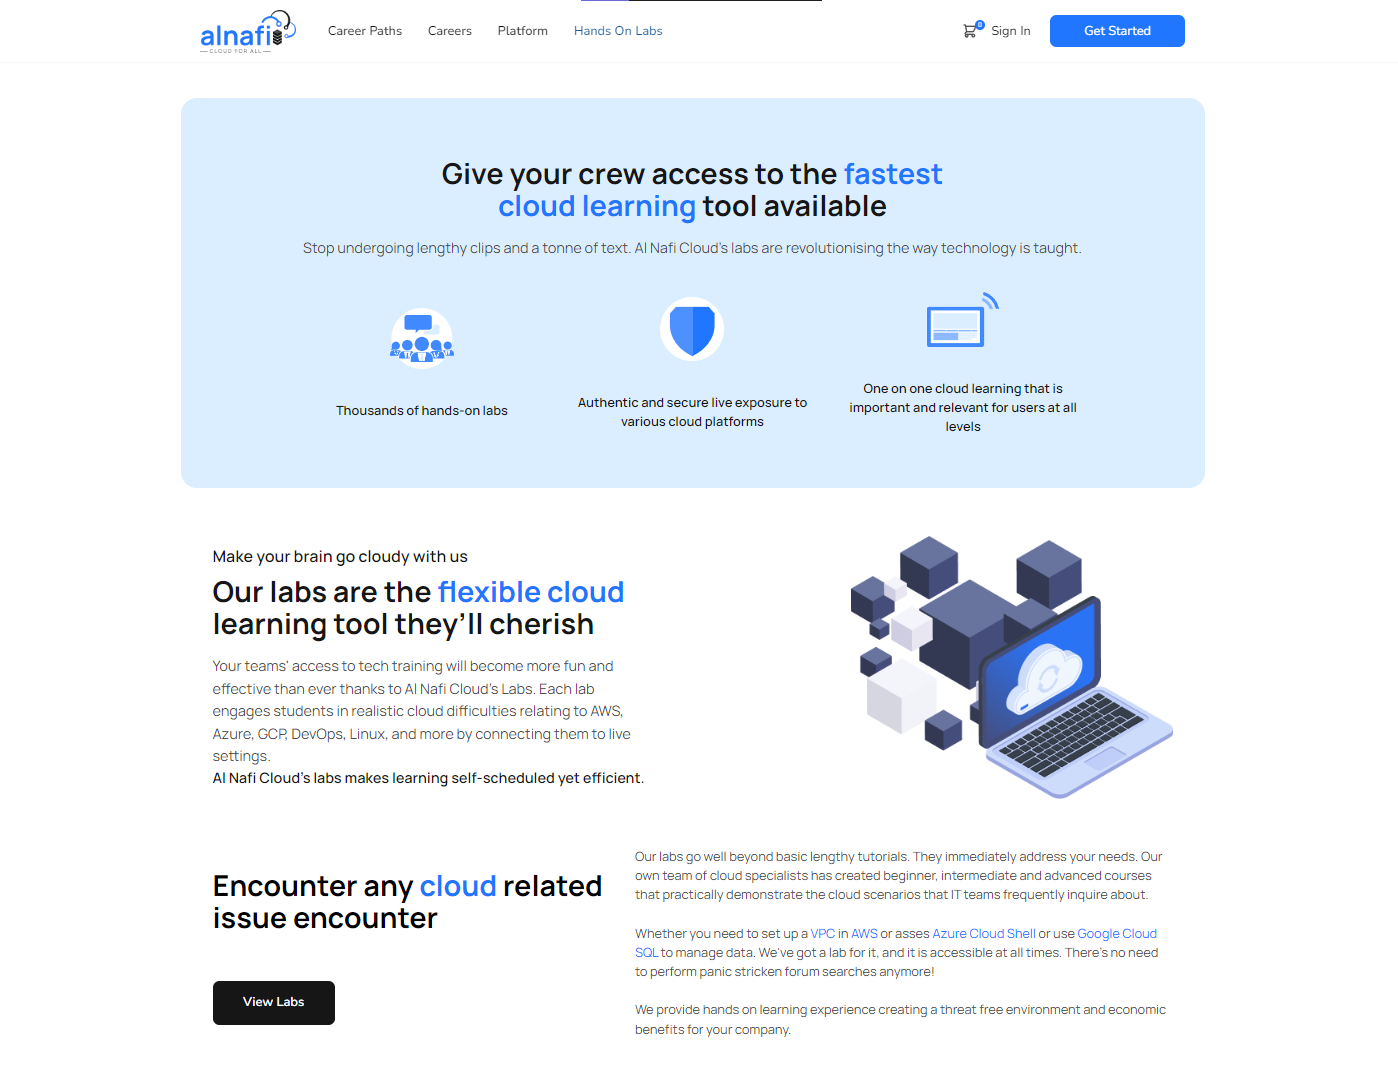 alnafi
CLOUD FOR ALL
Career Paths
Careers
Platform
Hands On Labs
0
Sign In
Get Started
Give your crew access to the fastest
cloud learning tool available
Stop undergoing lengthy clips and a tonne of text. Al Nafi Cloud's labs are revolutionising the way technology is taught.
Thousands of hands-on labs
Authentic and secure live exposure to
various cloud platforms
One on one cloud learning that is
important and relevant for users at all
levels
Make your brain go cloudy with us
Our labs are the flexible cloud
learning tool they'll cherish
Your teams' access to tech training will become more fun and
effective than ever thanks to Al Nafi Cloud's Labs. Each lab
engages students in realistic cloud difficulties relating to AWS,
Azure, GCP, DevOps, Linux, and more by connecting them to live
settings.
Al Nafi Cloud's labs makes learning self-scheduled yet efficient.
Encounter any cloud related
issue encounter
View Labs
Our labs go well beyond basic lengthy tutorials. They immediately address your needs. Our
own team of cloud specialists has created beginner, intermediate and advanced courses
that practically demonstrate the cloud scenarios that IT teams frequently inquire about.
Whether you need to set up a VPC in AWS or asses Azure Cloud Shell or use Google Cloud
SQL to manage data. We've got a lab for it, and it is accessible at all times. There's no need
to perform panic stricken forum searches anymore!
We provide hands on learning experience creating a threat free environment and economic
benefits for your company.